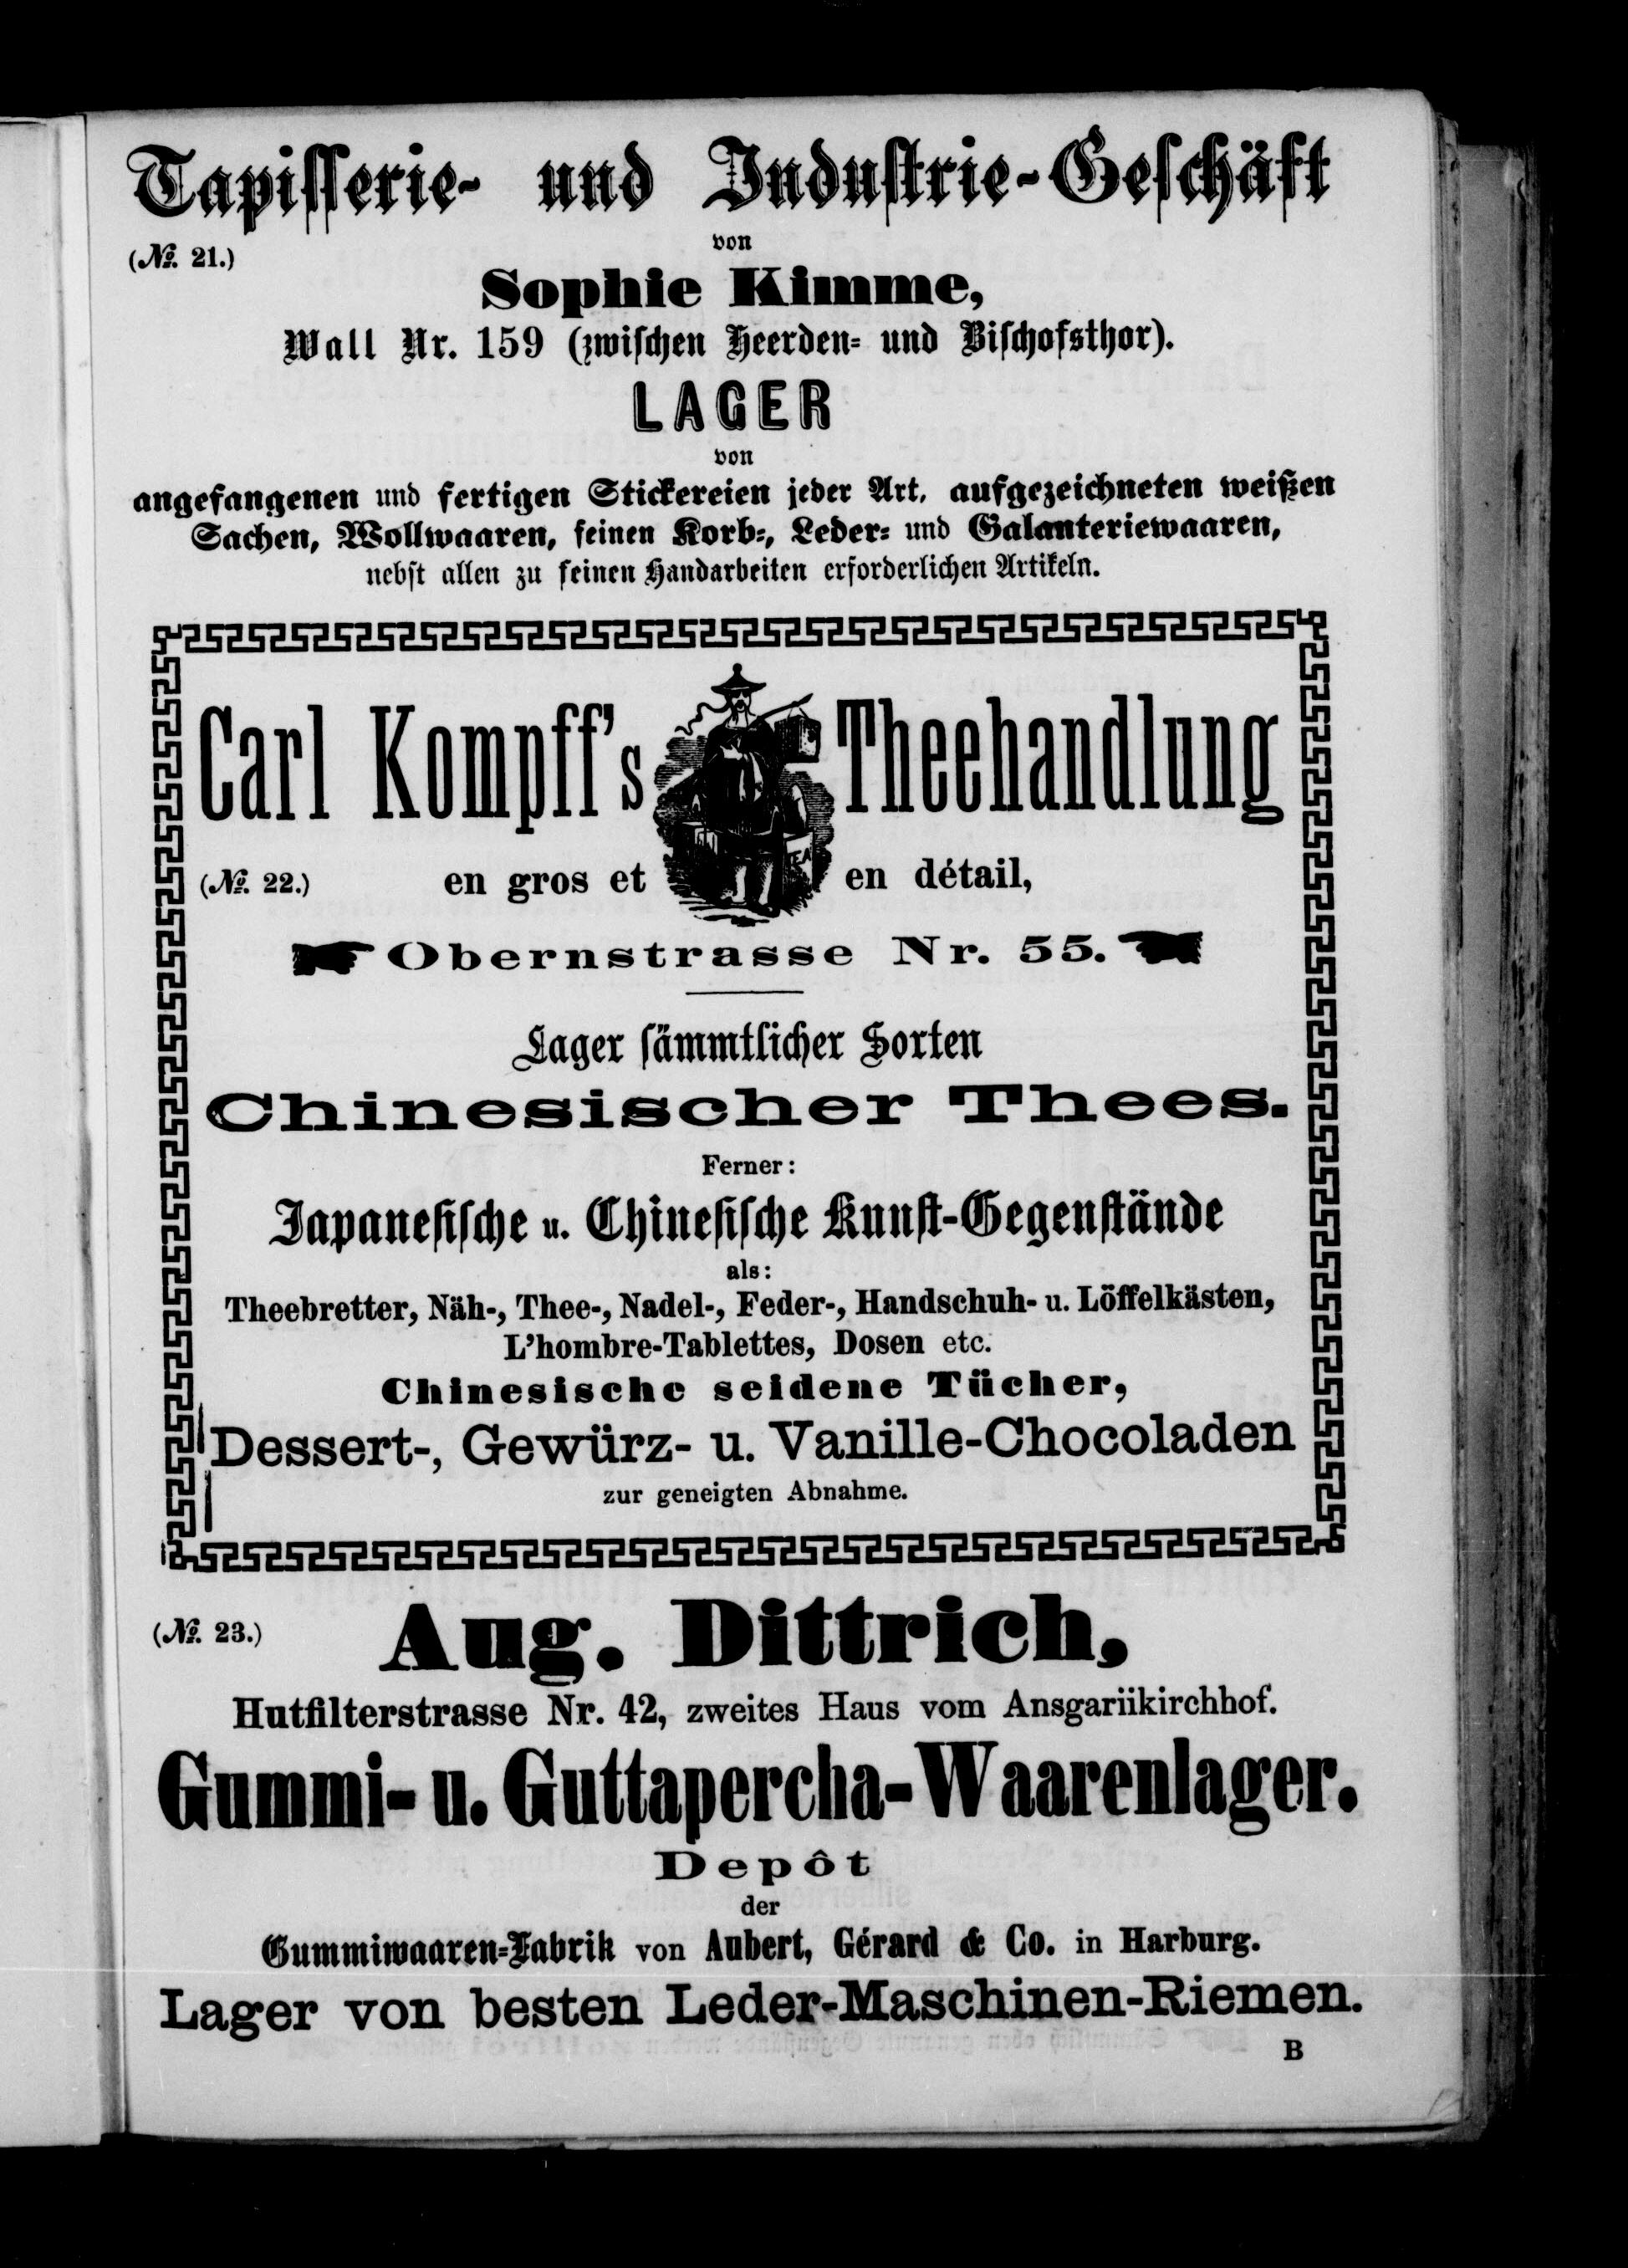 Tapisserie- und Industrie-Geschäft
(No. 21.)
von
Sophie Kimme,
Wall Nr. 159 (zwischen Heerden- und Bischofsthor).
LAGER
von
angefangenen und fertigen Stickereien jeder Art, aufgezeichneten weißen
Sachen, Wollwaaren, feinen Korb-, Leder- und Galanteriewaaren,
nebst allen zu feinen Handarbeiten erforderlichen Artikeln.
Carl Kompff's Theehandlung
TEA
(No. 22.) en gros et en détail,
Obernstrasse Nr. 55.
Lager sämmtlicher Sorten
Chinesischer Thees.
Ferner:
Japanesische u. Chinesische Kunst-Gegenstände
als:
Theebretter, Näh-, Thee-, Nadel-, Feder-, Handschuh- u. Löffelkästen,
L'hombre-Tablettes, Dosen etc.
Chinesische seidene Tücher,
Dessert-, Gewürz- u. Vanille-Chocoladen
zur geneigten Abnahme.
(No. 23.) Aug. Dittrich,
Hutfilterstrasse Nr. 42, zweites Haus vom Ansgariikirchhof.
Gummi- u. Guttapercha-Waarenlager.
Depôt
der
Gummiwaaren-Fabrik von Aubert, Gérard & Co. in Harburg.
Lager von besten Leder-Maschinen-Riemen.
B